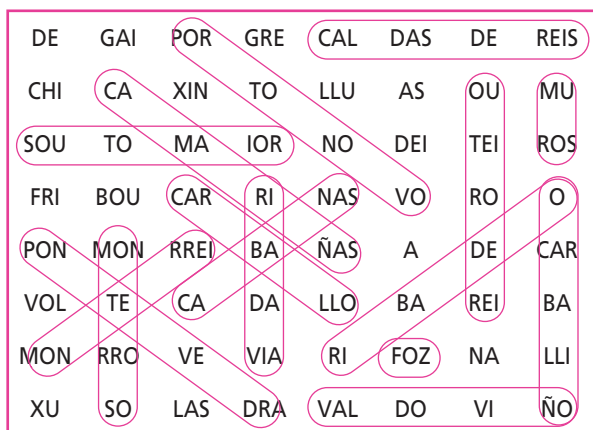 DE GAI POR GRE CAL DAS DE REIS
CHI CA XIN TO LLU AS OU MU
SOU TO MA IOR NO DEI TEI ROS
FRI BOU CAR RI NAS VO RO O
PON MON RREI BA ÑAS A DE CAR
VOL TE CA DA LLO BA REI BA
MON RRO VE VIA RI FOZ NA LLI
XU SO LAS DRA VAL DO VI ÑO